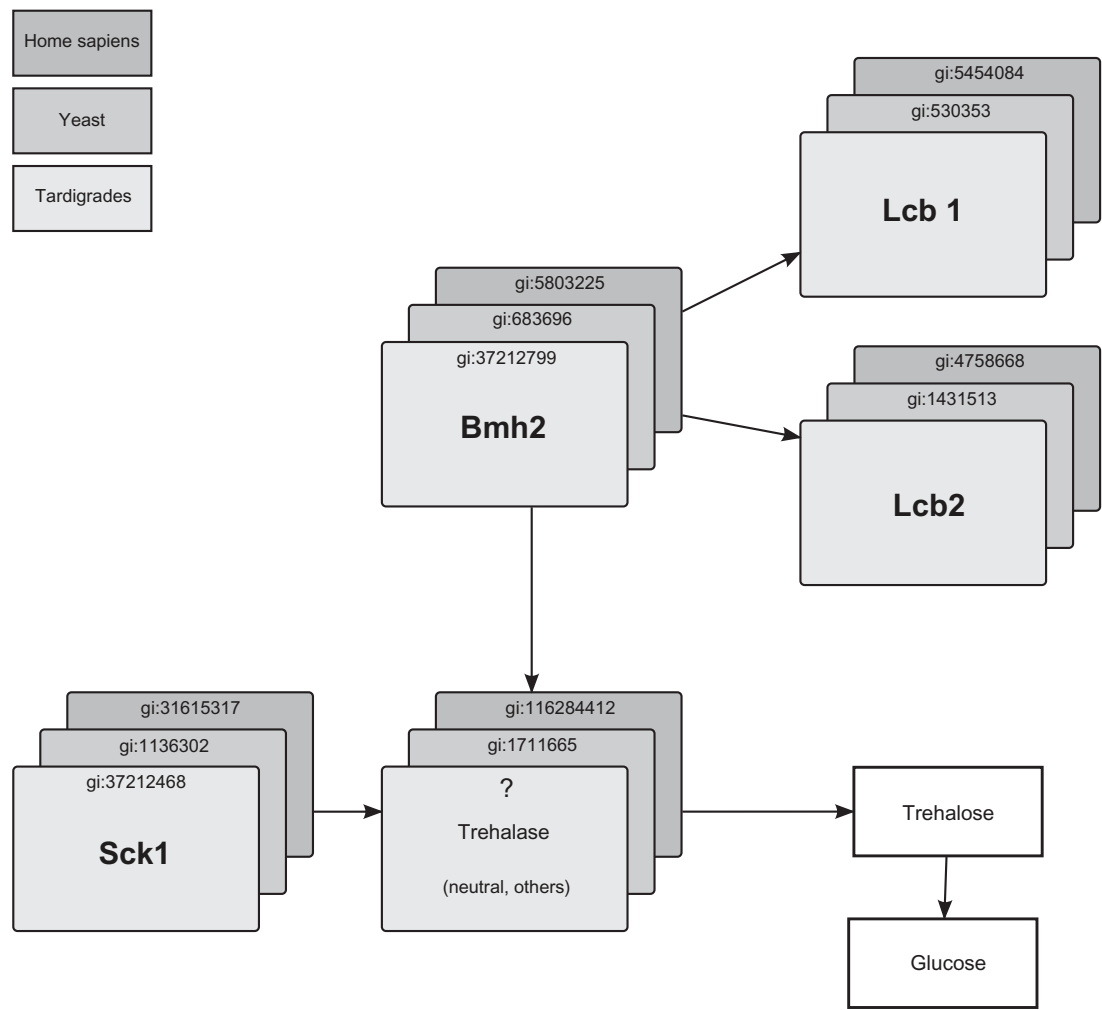 Home sapiens
Yeast
Tardigrades
gi:5454084
gi:530353
Lcb 1
gi:5803225
gi:683696
gi:37212799
Bmh2
gi:4758668
gi:1431513
Lcb2
gi:31615317
gi:1136302
gi:37212468
Sck1
gi:116284412
gi:1711665
?
Trehalase
(neutral, others)
Trehalose
Glucose